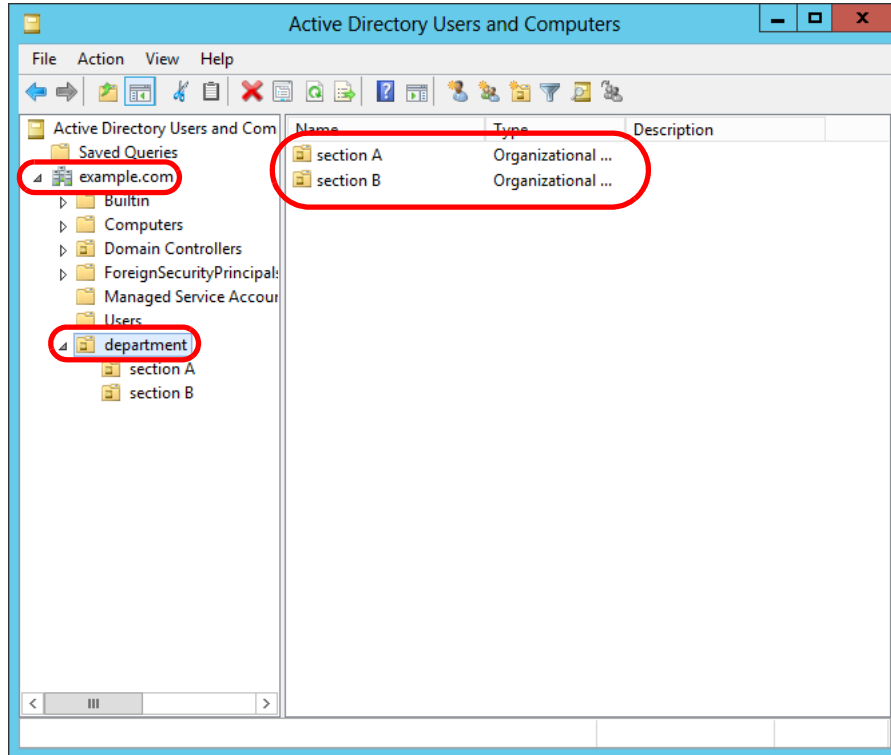 Active Directory Users and Computers
File Action View Help
Active Directory Users and Com
Saved Queries
example.com
Builtin
Computers
Domain Controllers
ForeignSecurityPrincipals
Managed Service Accour
Users
department
section A
section B
Name Type Description
section A Organizational ...
section B Organizational ...